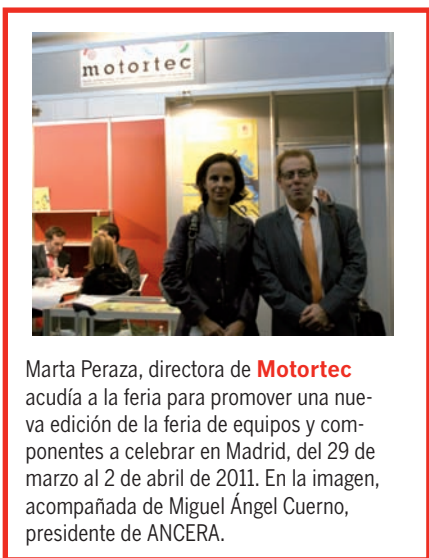 motortec
Marta Peraza, directora de Motortec
acudía a la feria para promover una nue-
va edición de la feria de equipos y com-
ponentes a celebrar en Madrid, del 29 de
marzo al 2 de abril de 2011. En la imagen,
acompañada de Miguel Ángel Cuerno,
presidente de ANCERA.